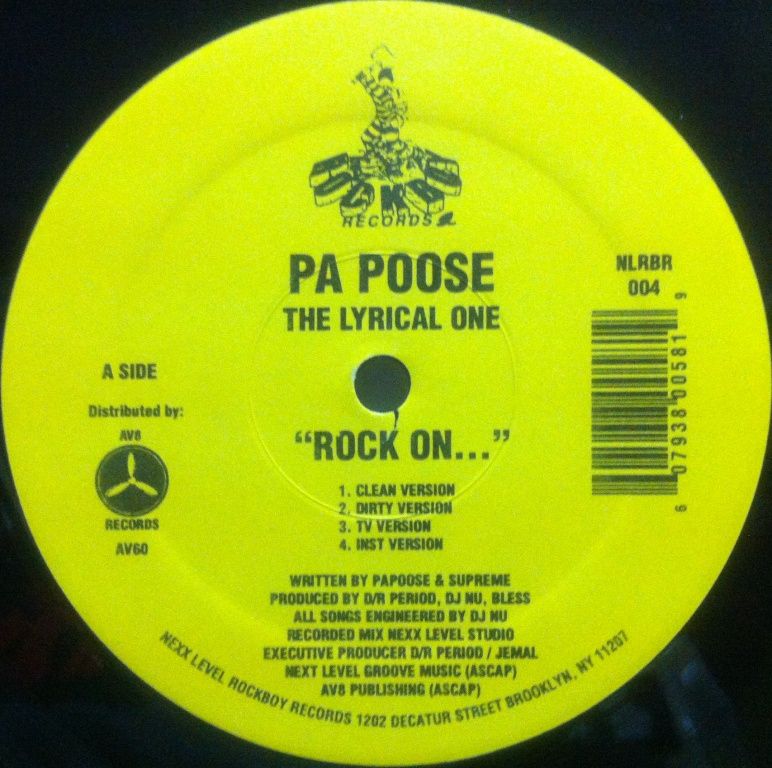 ROCKBOY
RECORDS
PA POOSE
THE LYRICAL ONE
NLRBR
004
A SIDE
Distributed by:
AV8
RECORDS
AV60
6 07938 00581 9
“ROCK ON...”
1. CLEAN VERSION
2. DIRTY VERSION
3. TV VERSION
4. INST VERSION
WRITTEN BY PAPOOSE & SUPREME
PRODUCED BY D/R PERIOD, DJ NU, BLESS
ALL SONGS ENGINEERED BY DJ NU
RECORDED MIX NEXX LEVEL STUDIO
EXECUTIVE PRODUCER D/R PERIOD / JEMAL
NEXT LEVEL GROOVE MUSIC (ASCAP)
AV8 PUBLISHING (ASCAP)
NEXX LEVEL ROCKBOY RECORDS 1202 DECATUR STREET BROOKLYN, NY 11207